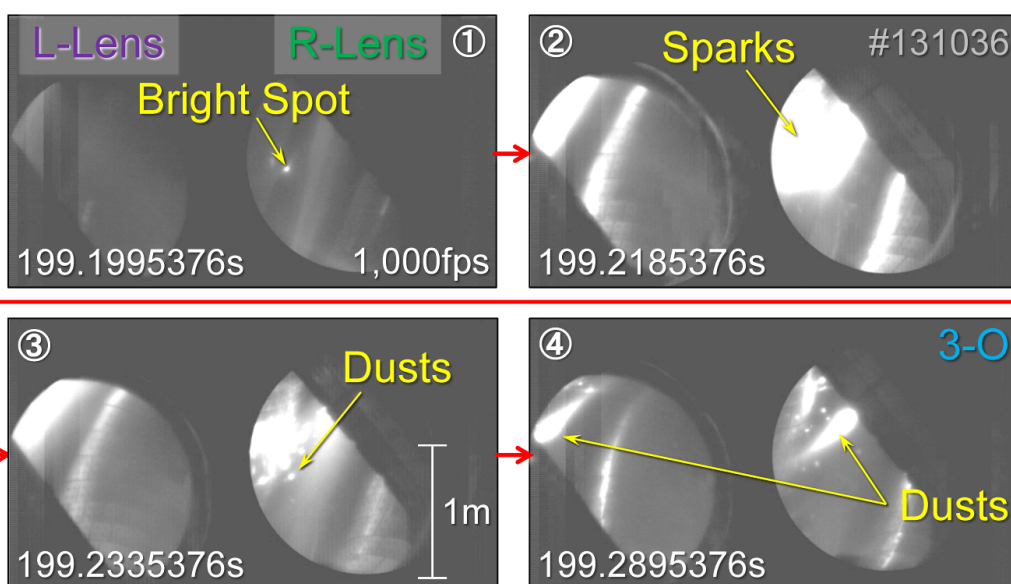 L-Lens R-Lens ①
Bright Spot
199.1995376s 1,000fps
② Sparks #131036
199.2185376s
③
Dusts
1m
199.2335376s
④ 3-O
Dusts
199.2895376s